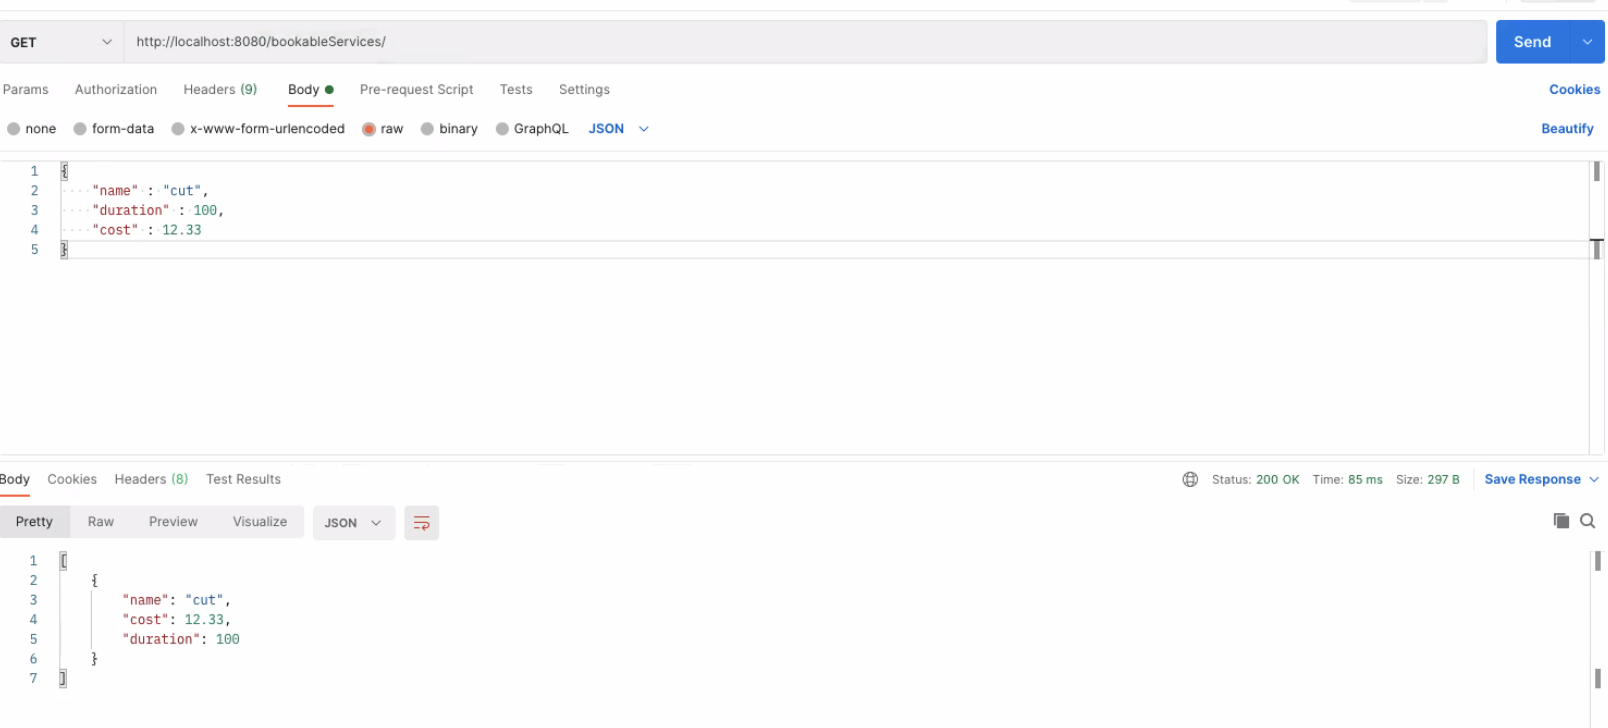 GET http://localhost:8080/bookableServices/ Send
Params Authorization Headers (9) Body Pre-request Script Tests Settings Cookies
none form-data x-www-form-urlencoded raw binary GraphQL JSON Beautify
1 {
2 "name" : "cut",
3 "duration" : 100,
4 "cost" : 12.33
5 }
Body Cookies Headers (8) Test Results Status: 200 OK Time: 85 ms Size: 297 B Save Response
Pretty Raw Preview Visualize JSON
1 [
2 {
3 "name": "cut",
4 "cost": 12.33,
5 "duration": 100
6 }
7 ]